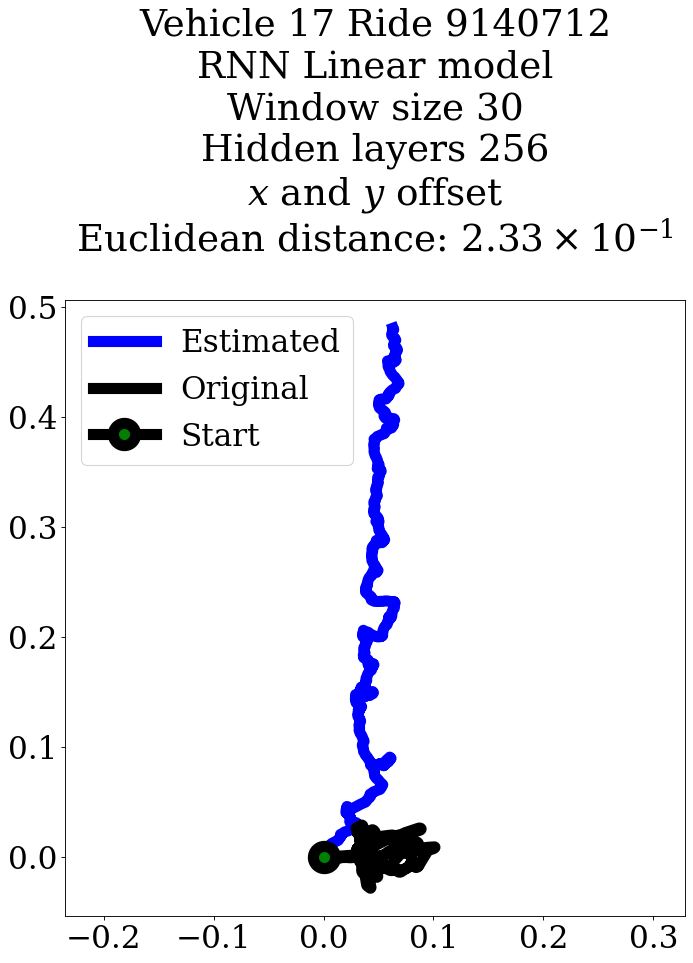 Vehicle 17 Ride 9140712
RNN Linear model
Window size 30
Hidden layers 256
x and y offset
Euclidean distance: 2.33 × 10⁻¹
0.5
0.4
0.3
0.2
0.1
0.0
Estimated
Original
Start
−0.2 −0.1 0.0 0.1 0.2 0.3